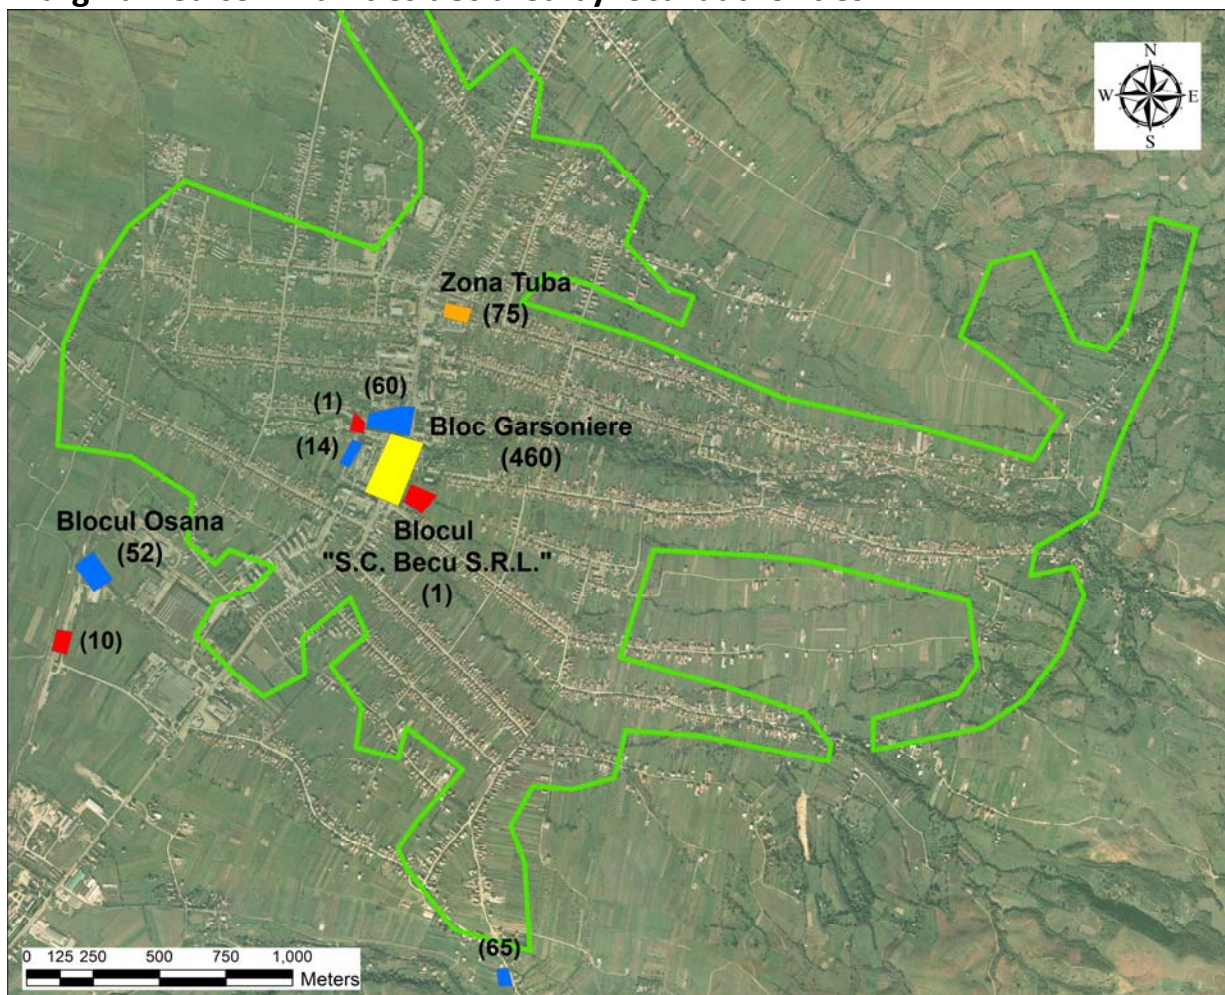 N
W E
S
Zona Tuba
(75)
(60)
(1)
Bloc Garsoniere
(14)
(460)
Blocul Osana
(52)
Blocul
"S.C. Becu S.R.L."
(1)
(10)
(65)
0 125 250 500 750 1,000
Meters